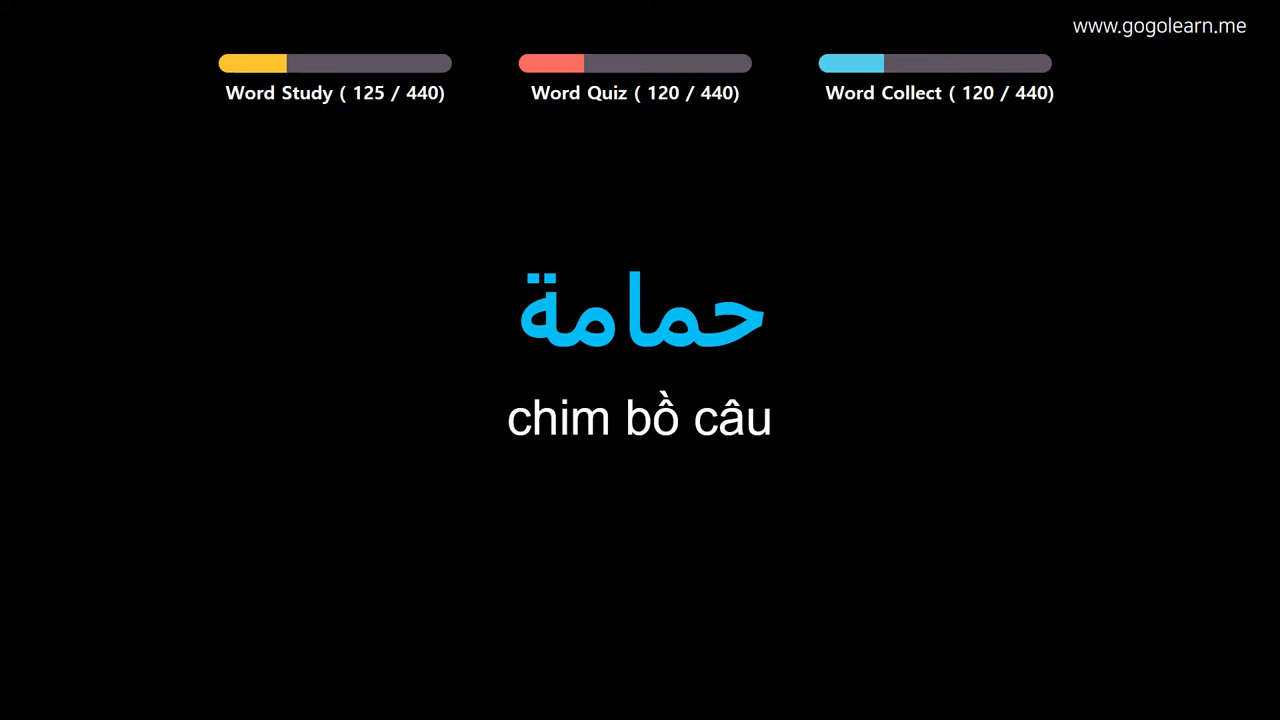 www.gogolearn.me
Word Study ( 125 / 440)
Word Quiz ( 120 / 440)
Word Collect ( 120 / 440)
حمامة
chim bồ câu